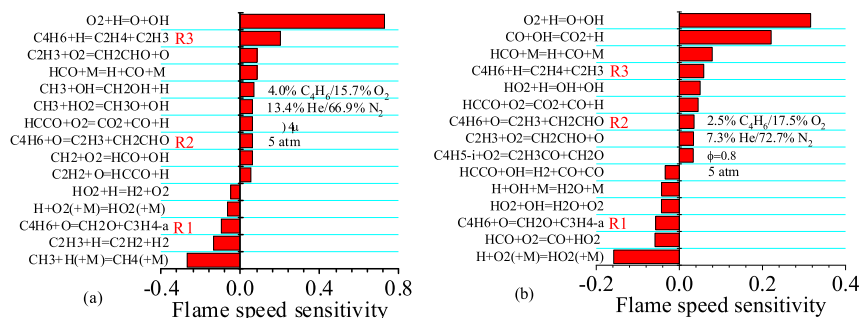 O2+H=O+OH
C4H6+H=C2H4+C2H3 R3
C2H3+O2=CH2CHO+O
HCO+M=H+CO+M
CH3+OH=CH2OH+H
CH3+HO2=CH3O+OH
HCCO+O2=CO2+CO+H
C4H6+O=C2H3+CH2CHO R2
CH2+O2=HCO+OH
C2H2+O=HCCO+H
HO2+H=H2+O2
H+O2(+M)=HO2(+M)
C4H6+O=CH2O+C3H4-a R1
C2H3+H=C2H2+H2
CH3+H(+M)=CH4(+M)
4.0% C4H6/15.7% O2
13.4% He/66.9% N2
) 4µ
5 atm
-0.4 0.0 0.4 0.8
(a)
Flame speed sensitivity
O2+H=O+OH
CO+OH=CO2+H
HCO+M=H+CO+M
C4H6+H=C2H4+C2H3 R3
HO2+H=OH+OH
HCCO+O2=CO2+CO+H
C4H6+O=C2H3+CH2CHO R2
C2H3+O2=CH2CHO+O
C4H5-i+O2=C2H3CO+CH2O
HCCO+OH=H2+CO+CO
H+OH+M=H2O+M
HO2+OH=H2O+O2
C4H6+O=CH2O+C3H4-a R1
HCO+O2=CO+HO2
H+O2(+M)=HO2(+M)
2.5% C4H6/17.5% O2
7.3% He/72.7% N2
ϕ=0.8
5 atm
-0.2 0.0 0.2 0.4
(b)
Flame speed sensitivity